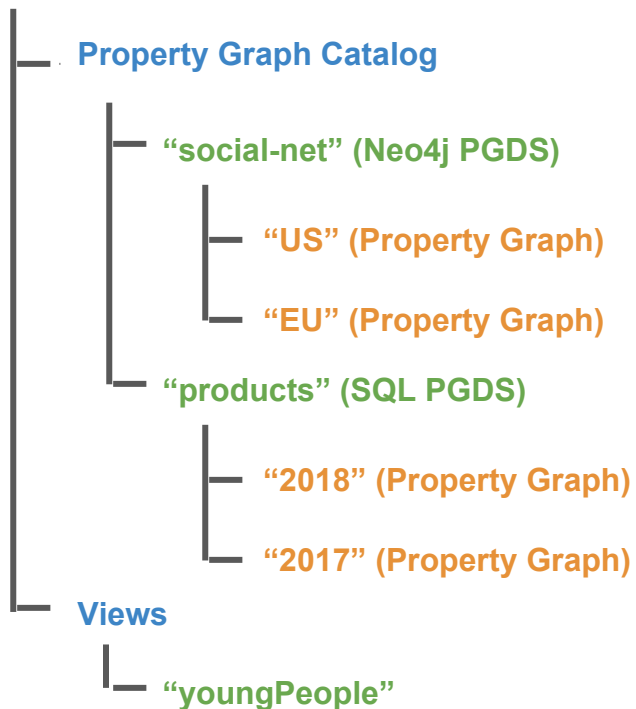 Property Graph Catalog
“social-net” (Neo4j PGDS)
“US” (Property Graph)
“EU” (Property Graph)
“products” (SQL PGDS)
“2018” (Property Graph)
“2017” (Property Graph)
Views
“youngPeople”